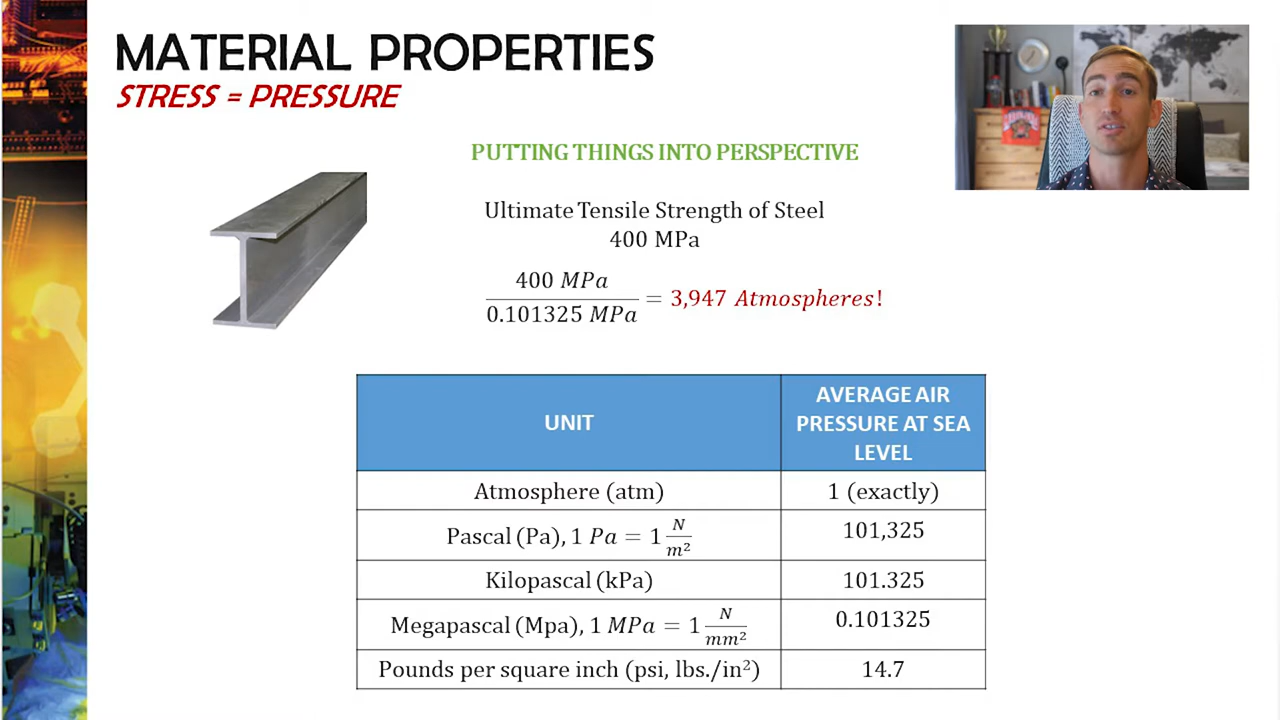 MATERIAL PROPERTIES
STRESS = PRESSURE
PUTTING THINGS INTO PERSPECTIVE
Ultimate Tensile Strength of Steel
400 MPa
400 MPa
0.101325 MPa
= 3,947 Atmospheres!
UNIT
AVERAGE AIR
PRESSURE AT SEA
LEVEL
Atmosphere (atm)
1 (exactly)
Pascal (Pa), 1 Pa = 1 N/m²
101,325
Kilopascal (kPa)
101.325
Megapascal (Mpa), 1 MPa = 1 N/mm²
0.101325
Pounds per square inch (psi, lbs./in²)
14.7